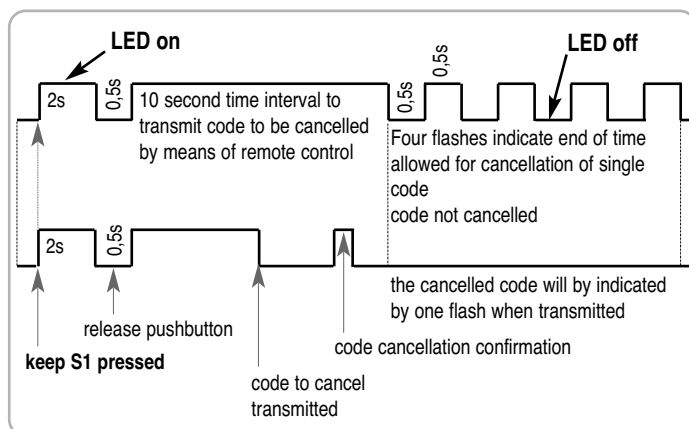 LED on
LED off
2s
0,5s
10 second time interval to
transmit code to be cancelled
by means of remote control
0,5s
0,5s
Four flashes indicate end of time
allowed for cancellation of single
code
code not cancelled
2s
0,5s
release pushbutton
keep S1 pressed
code to cancel
transmitted
code cancellation confirmation
the cancelled code will by indicated
by one flash when transmitted